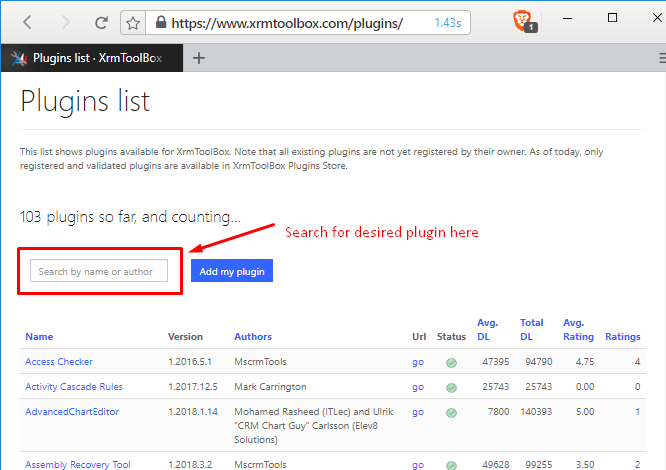 https://www.xrmtoolbox.com/plugins/ 1.43s 1
Plugins list · XrmToolBox
Plugins list
This list shows plugins available for XrmToolBox. Note that all existing plugins are not yet registered by their owner. As of today, only
registered and validated plugins are available in XrmToolBox Plugins Store.
103 plugins so far, and counting...
Search for desired plugin here
Search by name or author Add my plugin
Name Version Authors Url Status Avg. DL Total DL Avg. Rating Ratings
Access Checker 1.2016.5.1 MscrmTools go 47395 94790 4.75 4
Activity Cascade Rules 1.2017.12.5 Mark Carrington go 25743 25743 0.00 0
AdvancedChartEditor 1.2018.1.14 Mohamed Rasheed (ITLec) and Ulrik go 7800 140393 5.00 1
"CRM Chart Guy" Carlsson (Elev8
Solutions)
Assembly Recovery Tool 1.2018.3.2 MscrmTools go 49628 99255 3.50 2